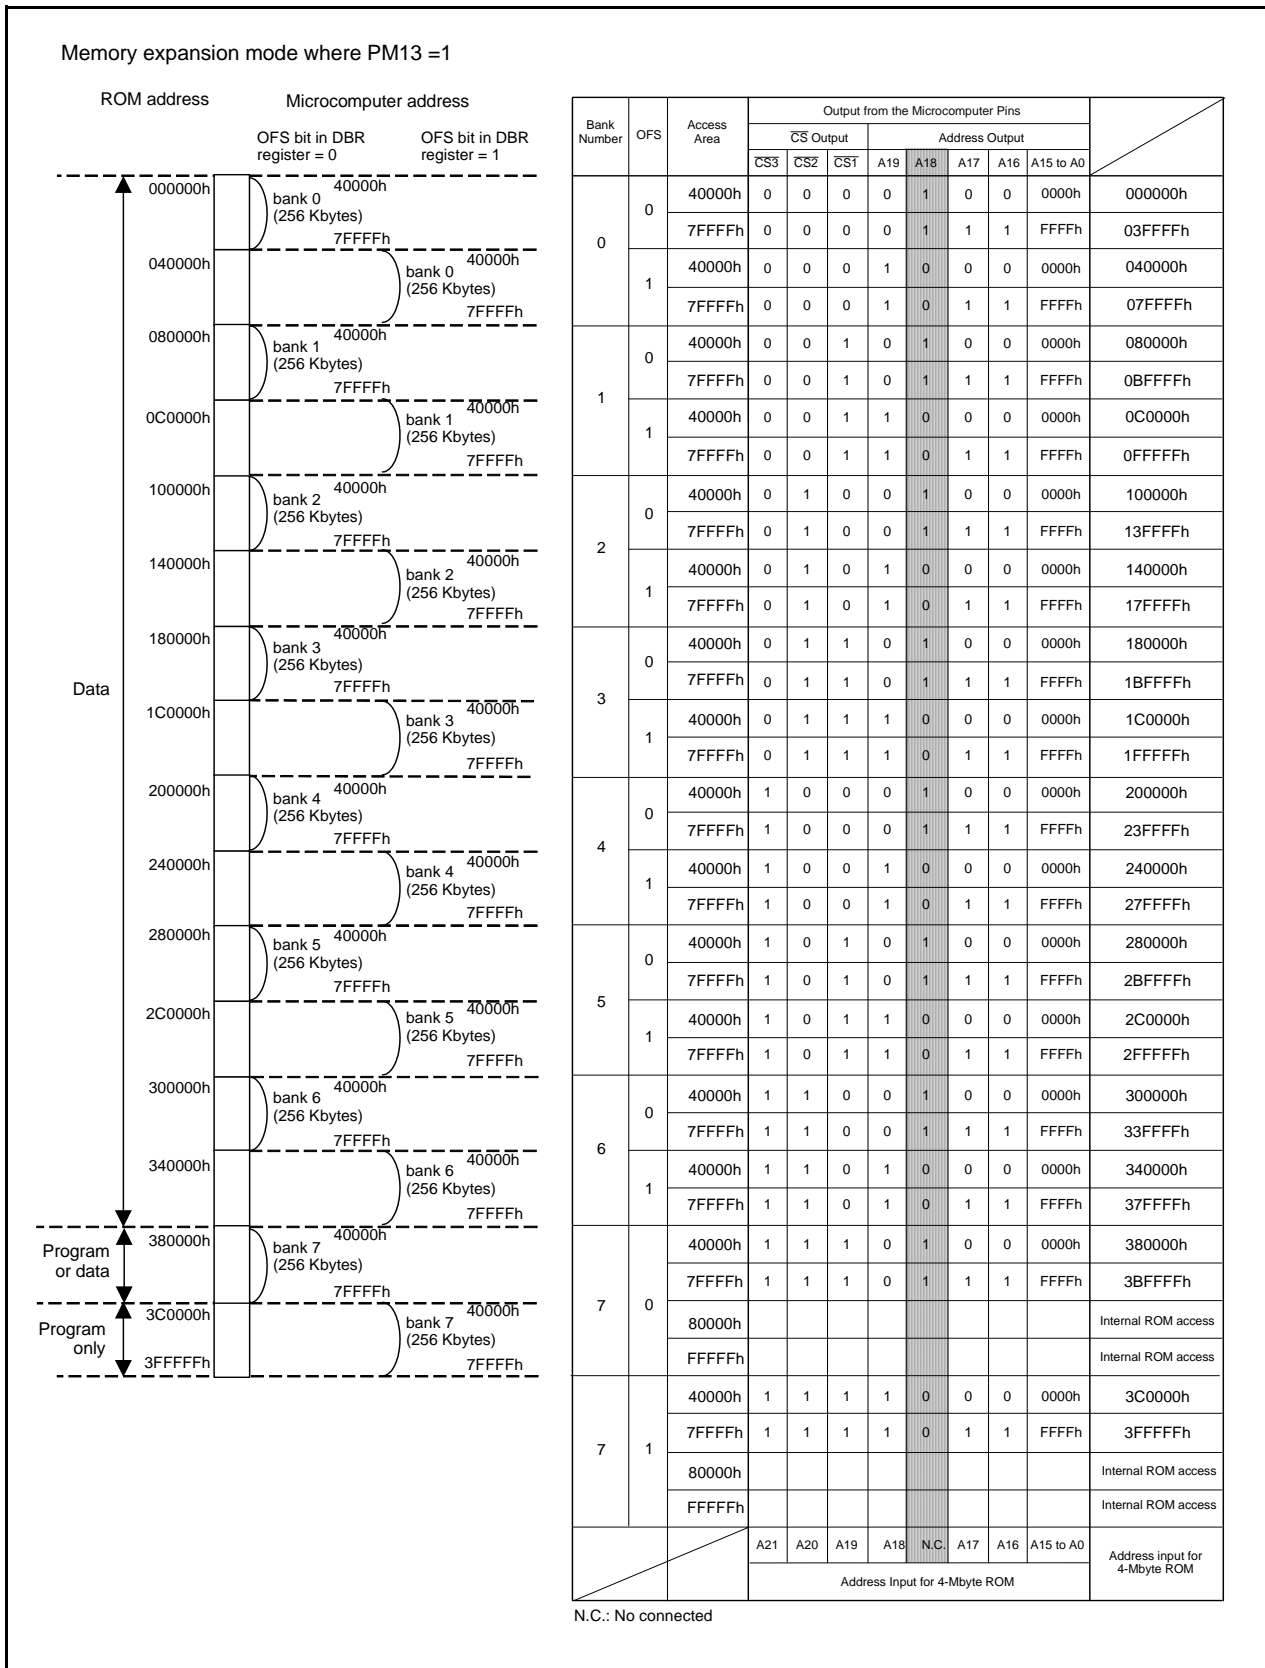 Memory expansion mode where PM13 =1
ROM address
Microcomputer address
OFS bit in DBR
register = 0
OFS bit in DBR
register = 1
000000h
bank 0
(256 Kbytes)
40000h
7FFFFh
040000h
bank 0
(256 Kbytes)
40000h
7FFFFh
080000h
bank 1
(256 Kbytes)
40000h
7FFFFh
0C0000h
bank 1
(256 Kbytes)
40000h
7FFFFh
100000h
bank 2
(256 Kbytes)
40000h
7FFFFh
140000h
bank 2
(256 Kbytes)
40000h
7FFFFh
180000h
bank 3
(256 Kbytes)
40000h
7FFFFh
Data
1C0000h
bank 3
(256 Kbytes)
40000h
7FFFFh
200000h
bank 4
(256 Kbytes)
40000h
7FFFFh
240000h
bank 4
(256 Kbytes)
40000h
7FFFFh
280000h
bank 5
(256 Kbytes)
40000h
7FFFFh
2C0000h
bank 5
(256 Kbytes)
40000h
7FFFFh
300000h
bank 6
(256 Kbytes)
40000h
7FFFFh
340000h
bank 6
(256 Kbytes)
40000h
7FFFFh
Program
or data
380000h
bank 7
(256 Kbytes)
40000h
7FFFFh
Program
only
3C0000h
bank 7
(256 Kbytes)
40000h
7FFFFh
3FFFFFh
Bank
Number
OFS
Access
Area
Output from the Microcomputer Pins
CS Output
Address Output
CS3 CS2 CS1 A19 A18 A17 A16 A15 to A0
0 0 40000h 0 0 0 0 1 0 0 0000h 000000h
7FFFFh 0 0 0 0 1 1 1 FFFFh 03FFFFh
1 40000h 0 0 0 1 0 0 0 0000h 040000h
7FFFFh 0 0 0 1 0 1 1 FFFFh 07FFFFh
1 0 40000h 0 0 1 0 1 0 0 0000h 080000h
7FFFFh 0 0 1 0 1 1 1 FFFFh 0BFFFFh
1 40000h 0 0 1 1 0 0 0 0000h 0C0000h
7FFFFh 0 0 1 1 0 1 1 FFFFh 0FFFFFh
2 0 40000h 0 1 0 0 1 0 0 0000h 100000h
7FFFFh 0 1 0 0 1 1 1 FFFFh 13FFFFh
1 40000h 0 1 0 1 0 0 0 0000h 140000h
7FFFFh 0 1 0 1 0 1 1 FFFFh 17FFFFh
3 0 40000h 0 1 1 0 1 0 0 0000h 180000h
7FFFFh 0 1 1 0 1 1 1 FFFFh 1BFFFFh
1 40000h 0 1 1 1 0 0 0 0000h 1C0000h
7FFFFh 0 1 1 1 0 1 1 FFFFh 1FFFFFh
4 0 40000h 1 0 0 0 1 0 0 0000h 200000h
7FFFFh 1 0 0 0 1 1 1 FFFFh 23FFFFh
1 40000h 1 0 0 1 0 0 0 0000h 240000h
7FFFFh 1 0 0 1 0 1 1 FFFFh 27FFFFh
5 0 40000h 1 0 1 0 1 0 0 0000h 280000h
7FFFFh 1 0 1 0 1 1 1 FFFFh 2BFFFFh
1 40000h 1 0 1 1 0 0 0 0000h 2C0000h
7FFFFh 1 0 1 1 0 1 1 FFFFh 2FFFFFh
6 0 40000h 1 1 0 0 1 0 0 0000h 300000h
7FFFFh 1 1 0 0 1 1 1 FFFFh 33FFFFh
1 40000h 1 1 0 1 0 0 0 0000h 340000h
7FFFFh 1 1 0 1 0 1 1 FFFFh 37FFFFh
7 0 40000h 1 1 1 0 1 0 0 0000h 380000h
7FFFFh 1 1 1 0 1 1 1 FFFFh 3BFFFFh
80000h Internal ROM access
FFFFFh Internal ROM access
7 1 40000h 1 1 1 1 0 0 0 0000h 3C0000h
7FFFFh 1 1 1 1 0 1 1 FFFFh 3FFFFFh
80000h Internal ROM access
FFFFFh Internal ROM access
A21 A20 A19 A18 N.C. A17 A16 A15 to A0
Address input for
4-Mbyte ROM
Address Input for 4-Mbyte ROM
N.C.: No connected